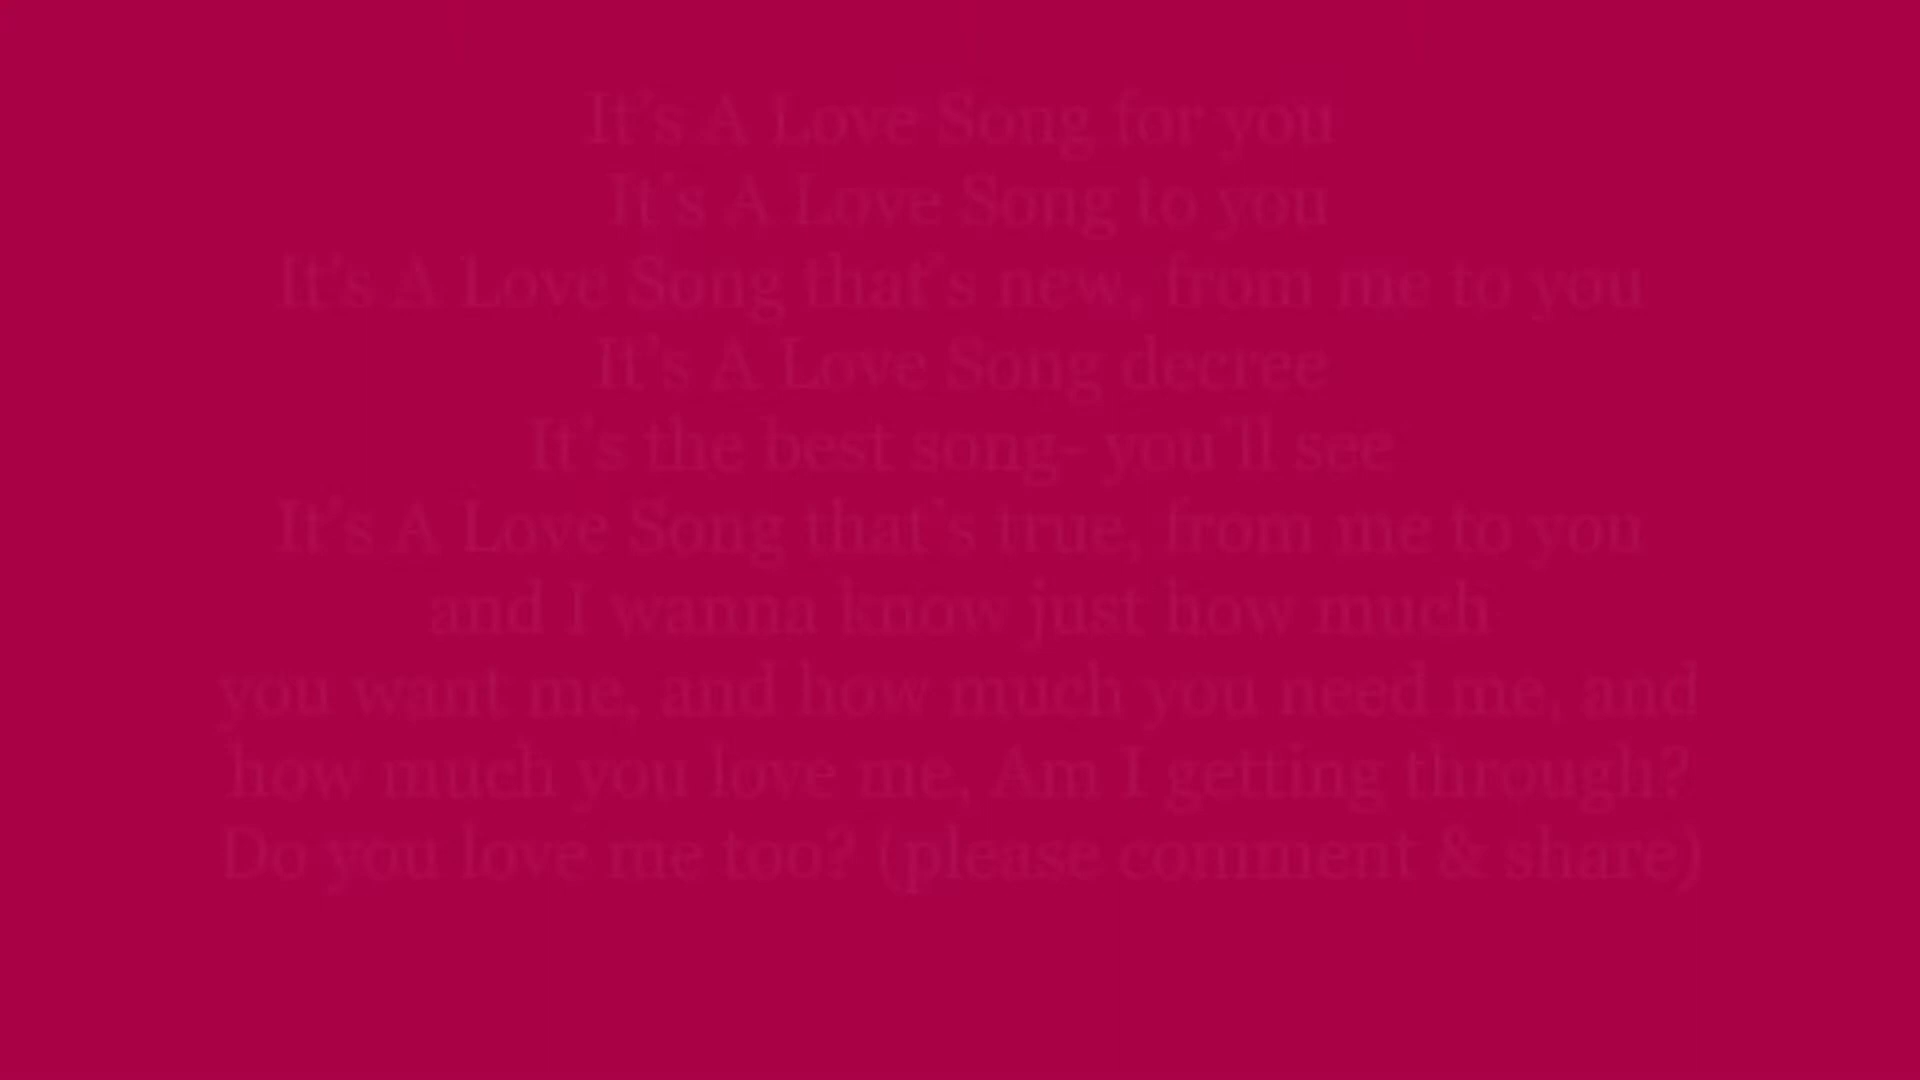 It's A Love Song for you
It's A Love Song to you
It's A Love Song that's new, from me to you
It's A Love Song decree
It's the best song- you'll see
It's A Love Song that's true, from me to you
and I wanna know just how much
you want me, and how much you need me, and
how much you love me, Am I getting through?
Do you love me too? (please comment & share)